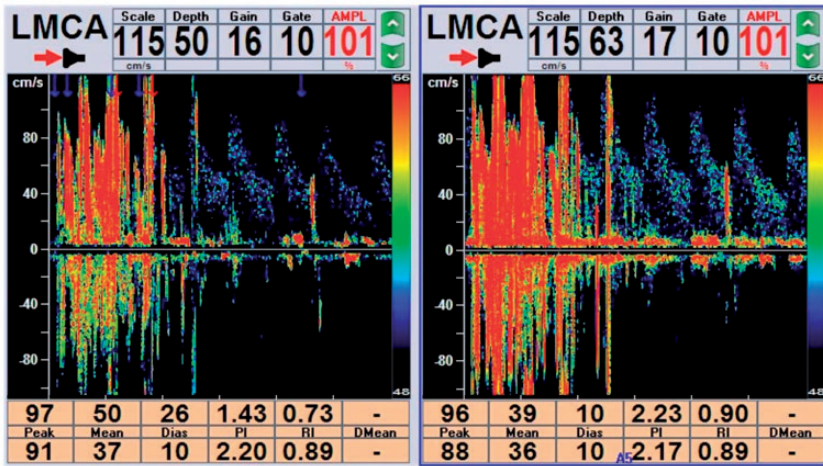 LMCA Scale Depth Gain Gate AMPL
115 50 16 10 101
cm/s %
cm/s 66
80
40
0
-40
-80
48
97 50 26 1.43 0.73 -
Peak Mean Dias PI RI DMean
91 37 10 2.20 0.89 -
LMCA Scale Depth Gain Gate AMPL
115 63 17 10 101
cm/s %
cm/s 66
80
40
0
-40
-80
48
96 39 10 2.23 0.90 -
Peak Mean Dias PI RI DMean
88 36 10 A5 2.17 0.89 -